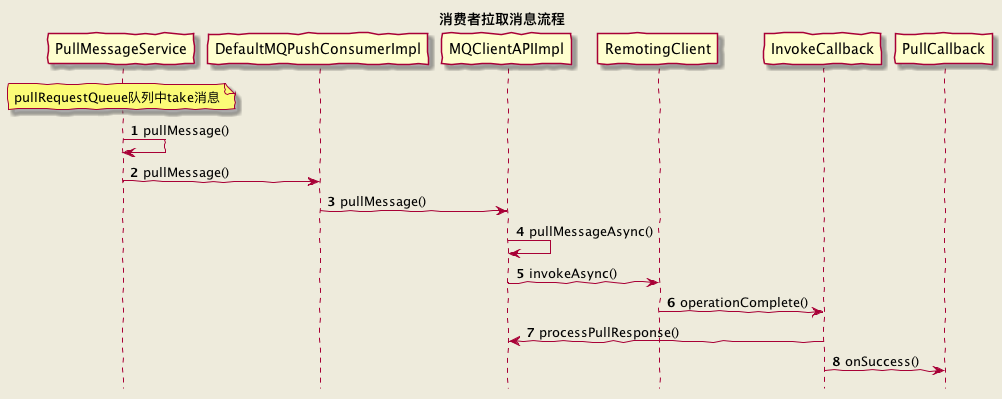 消费者拉取消息流程
PullMessageService DefaultMQPushConsumerImpl MQClientAPIImpl RemotingClient InvokeCallback PullCallback
pullRequestQueue队列中take消息
1 pullMessage()
2 pullMessage()
3 pullMessage()
4 pullMessageAsync()
5 invokeAsync()
6 operationComplete()
7 processPullResponse()
8 onSuccess()